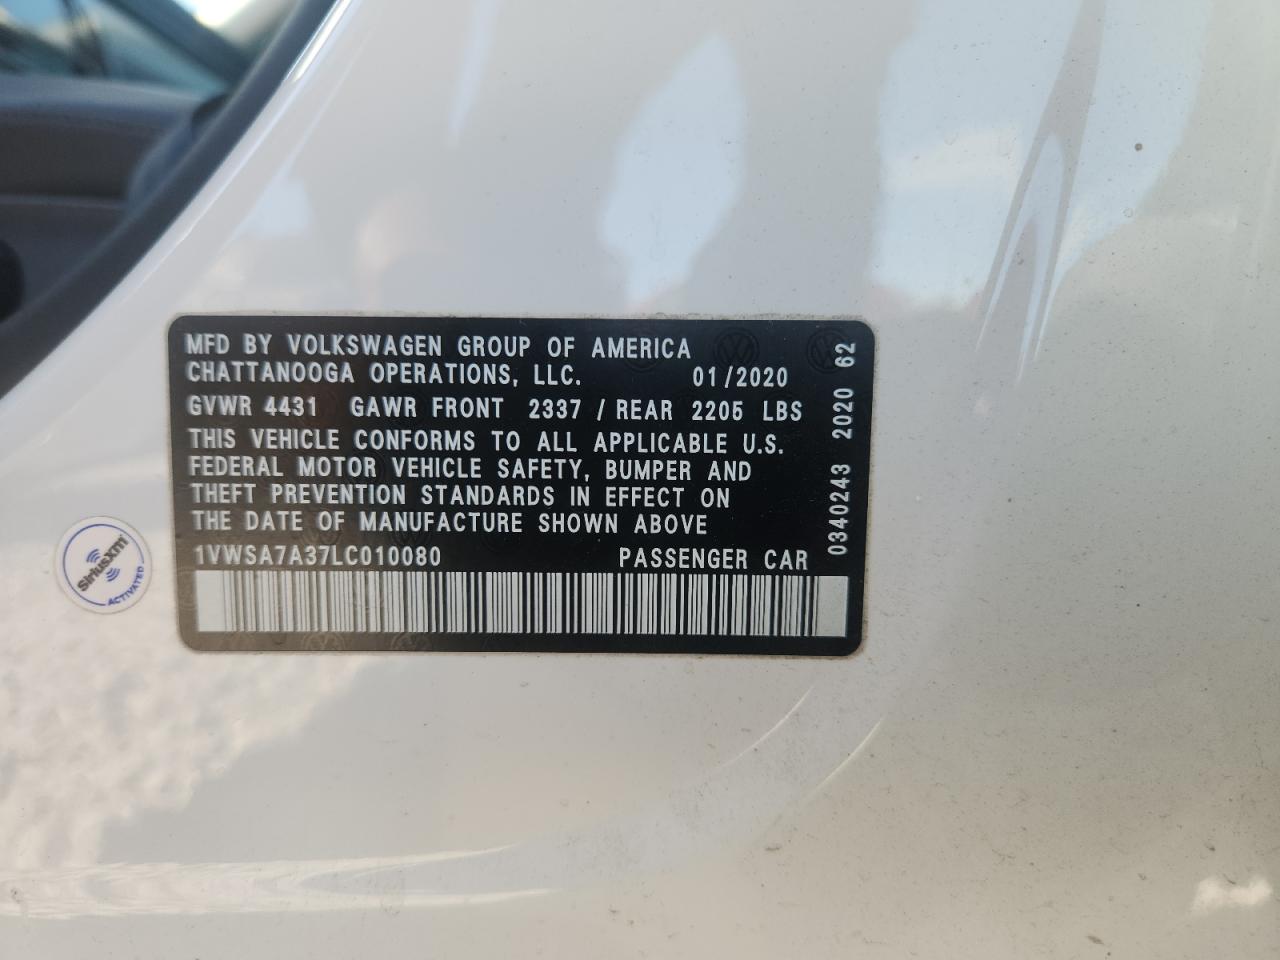 MFD BY VOLKSWAGEN GROUP OF AMERICA
CHATTANOOGA OPERATIONS, LLC. 01/2020
GVWR 4431 GAWR FRONT 2337 / REAR 2205 LBS
THIS VEHICLE CONFORMS TO ALL APPLICABLE U.S.
FEDERAL MOTOR VEHICLE SAFETY, BUMPER AND
THEFT PREVENTION STANDARDS IN EFFECT ON
THE DATE OF MANUFACTURE SHOWN ABOVE
1VWSA7A37LC010080 PASSENGER CAR
0340243 2020 62
SiriusXM
ACTIVATED